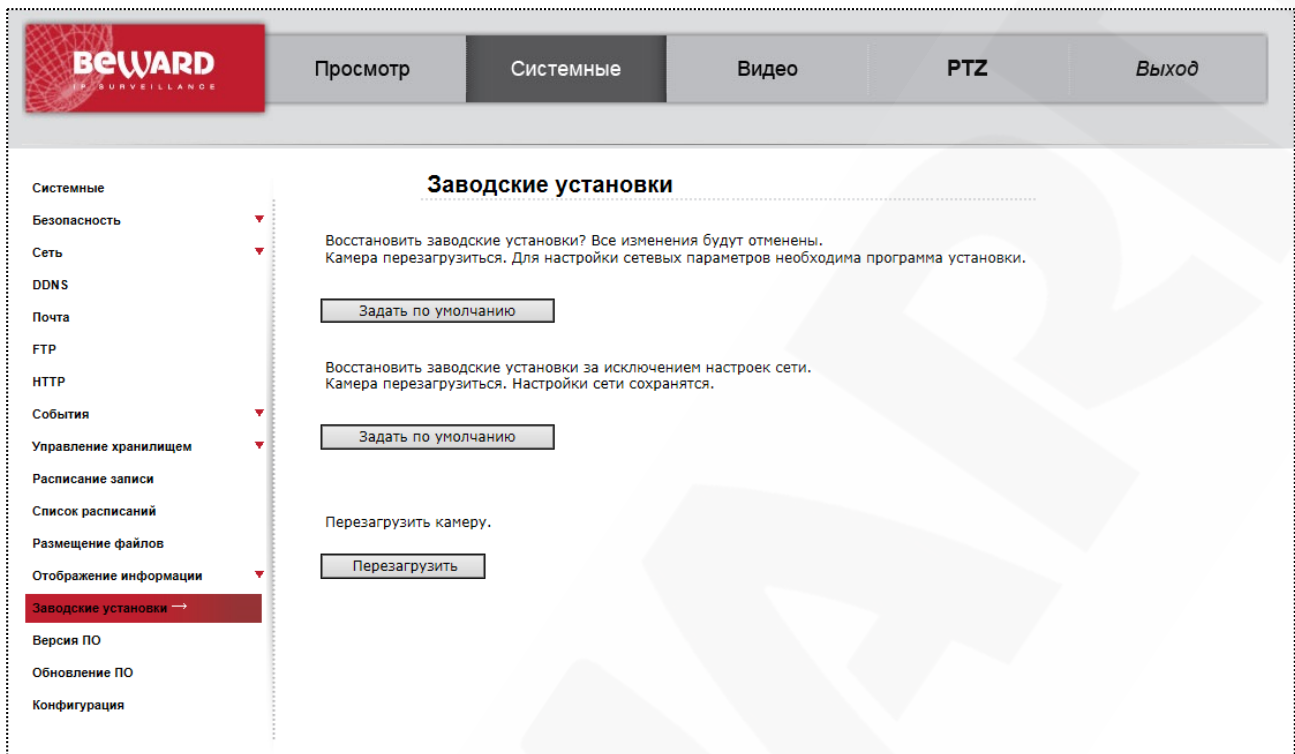 BEWARD
IP SURVEILLANCE
Просмотр
Системные
Видео
PTZ
Выход
Системные
Безопасность
Сеть
DDNS
Почта
FTP
HTTP
События
Управление хранилищем
Расписание записи
Список расписаний
Размещение файлов
Отображение информации
Заводские установки →
Версия ПО
Обновление ПО
Конфигурация
Заводские установки
Восстановить заводские установки? Все изменения будут отменены.
Камера перезагрузиться. Для настройки сетевых параметров необходима программа установки.
Задать по умолчанию
Восстановить заводские установки за исключением настроек сети.
Камера перезагрузиться. Настройки сети сохранятся.
Задать по умолчанию
Перезагрузить камеру.
Перезагрузить